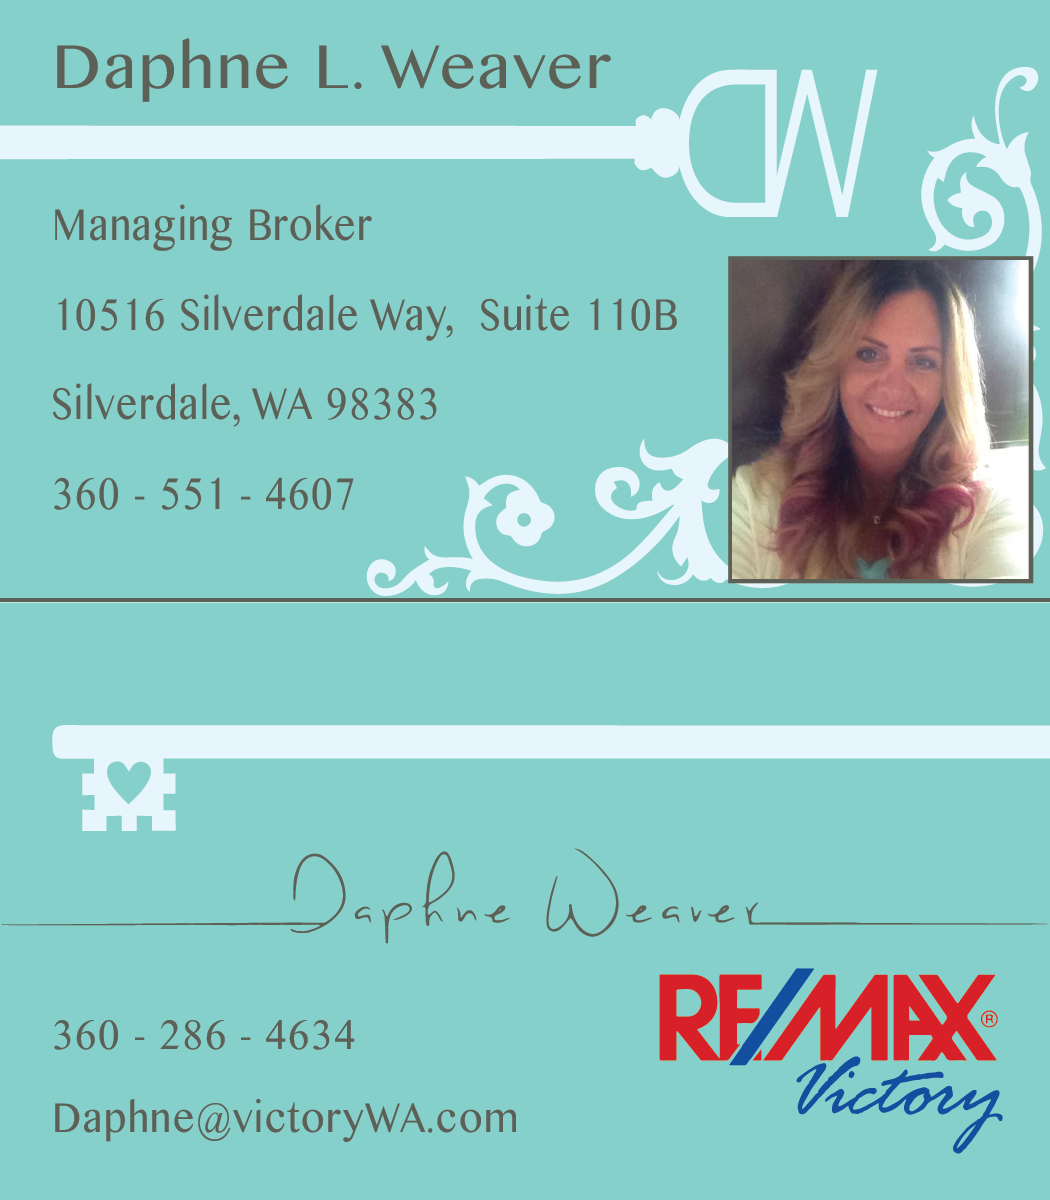 Daphne L. Weaver
DW
Managing Broker
10516 Silverdale Way,  Suite 110B
Silverdale, WA 98383
360 - 551 - 4607
Daphne Weaver
360 - 286 - 4634
Daphne@victoryWA.com
RE/MAX®
Victory